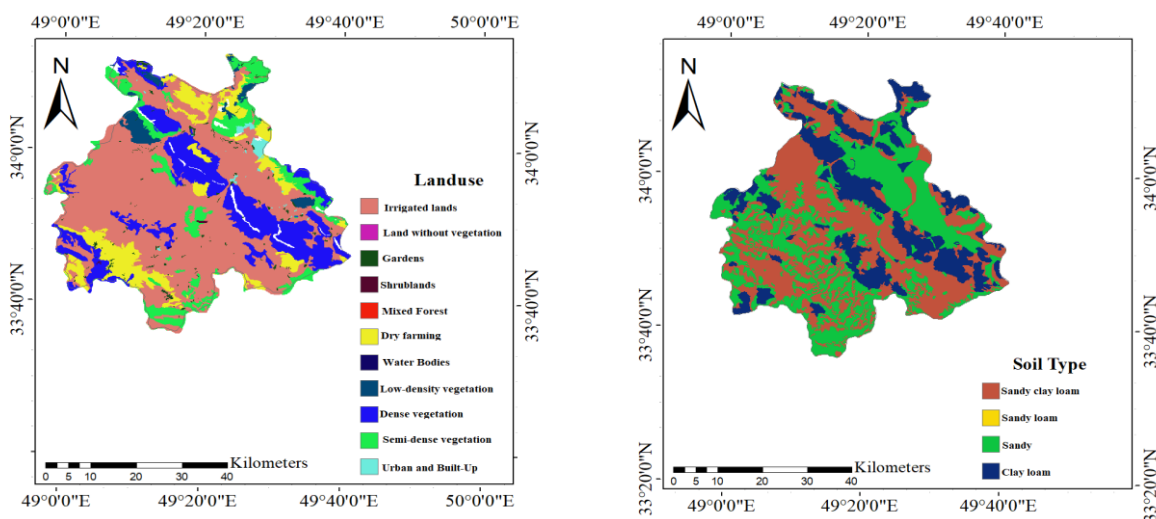 49°0'0"E 49°20'0"E 49°40'0"E 50°0'0"E
N
34°0'0"N
33°40'0"N
34°0'0"N
33°40'0"N
Landuse
Irrigated lands
Land without vegetation
Gardens
Shrublands
Mixed Forest
Dry farming
Water Bodies
Low-density vegetation
Dense vegetation
Semi-dense vegetation
Urban and Built-Up
Kilometers
0 5 10 20 30 40
49°0'0"E 49°20'0"E 49°40'0"E 50°0'0"E
49°0'0"E 49°20'0"E 49°40'0"E
N
34°0'0"N
33°40'0"N
33°20'0"N
34°0'0"N
33°40'0"N
33°20'0"N
Soil Type
Sandy clay loam
Sandy loam
Sandy
Clay loam
Kilometers
0 5 10 20 30 40
49°0'0"E 49°20'0"E 49°40'0"E